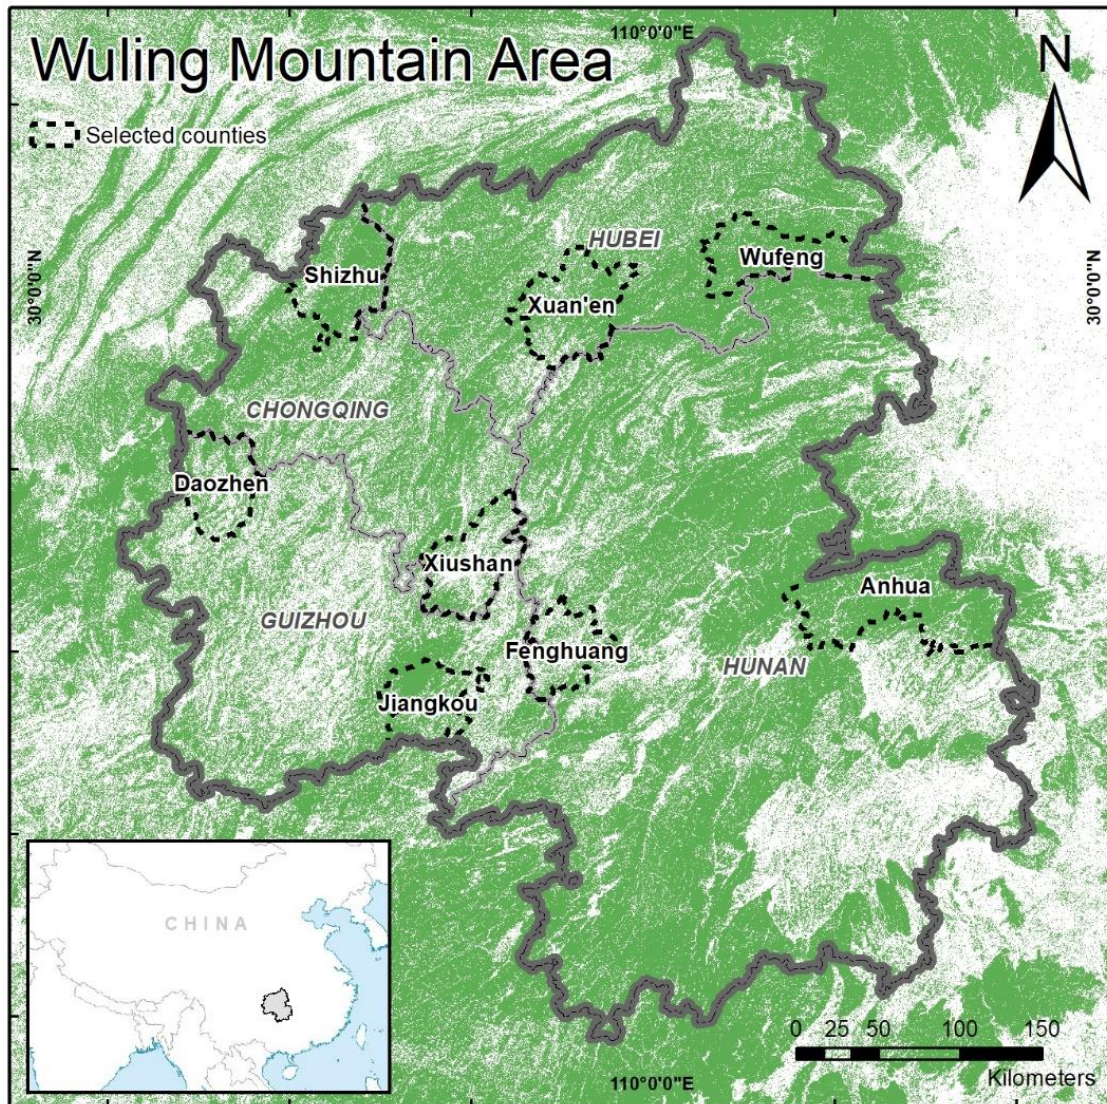 Wuling Mountain Area
110°0'0"E
N
Selected counties
HUBEI
Wufeng
Shizhu
Xuan'en
30°0'0"N
30°0'0"N
CHONGQING
Daozhen
Xiushan
Anhua
GUIZHOU
Fenghuang
HUNAN
Jiangkou
CHINA
0 25 50 100 150
Kilometers
110°0'0"E